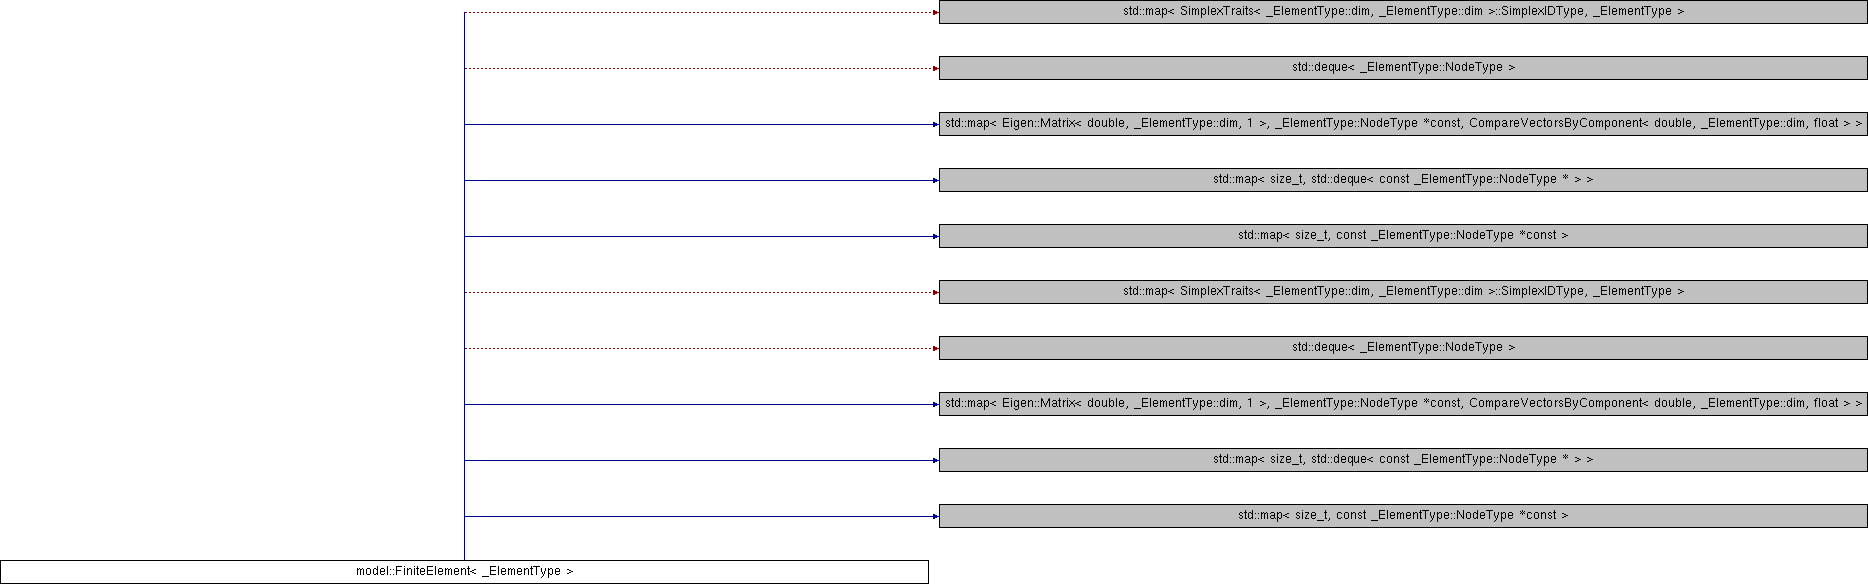 std::map< SimplexTraits< _ElementType::dim, _ElementType::dim >::SimplexIDType, _ElementType >
std::deque< _ElementType::NodeType >
std::map< Eigen::Matrix< double, _ElementType::dim, 1 >, _ElementType::NodeType *const, CompareVectorsByComponent< double, _ElementType::dim, float > >
std::map< size_t, std::deque< const _ElementType::NodeType * > >
std::map< size_t, const _ElementType::NodeType *const >
std::map< SimplexTraits< _ElementType::dim, _ElementType::dim >::SimplexIDType, _ElementType >
std::deque< _ElementType::NodeType >
std::map< Eigen::Matrix< double, _ElementType::dim, 1 >, _ElementType::NodeType *const, CompareVectorsByComponent< double, _ElementType::dim, float > >
std::map< size_t, std::deque< const _ElementType::NodeType * > >
std::map< size_t, const _ElementType::NodeType *const >
model::FiniteElement< _ElementType >